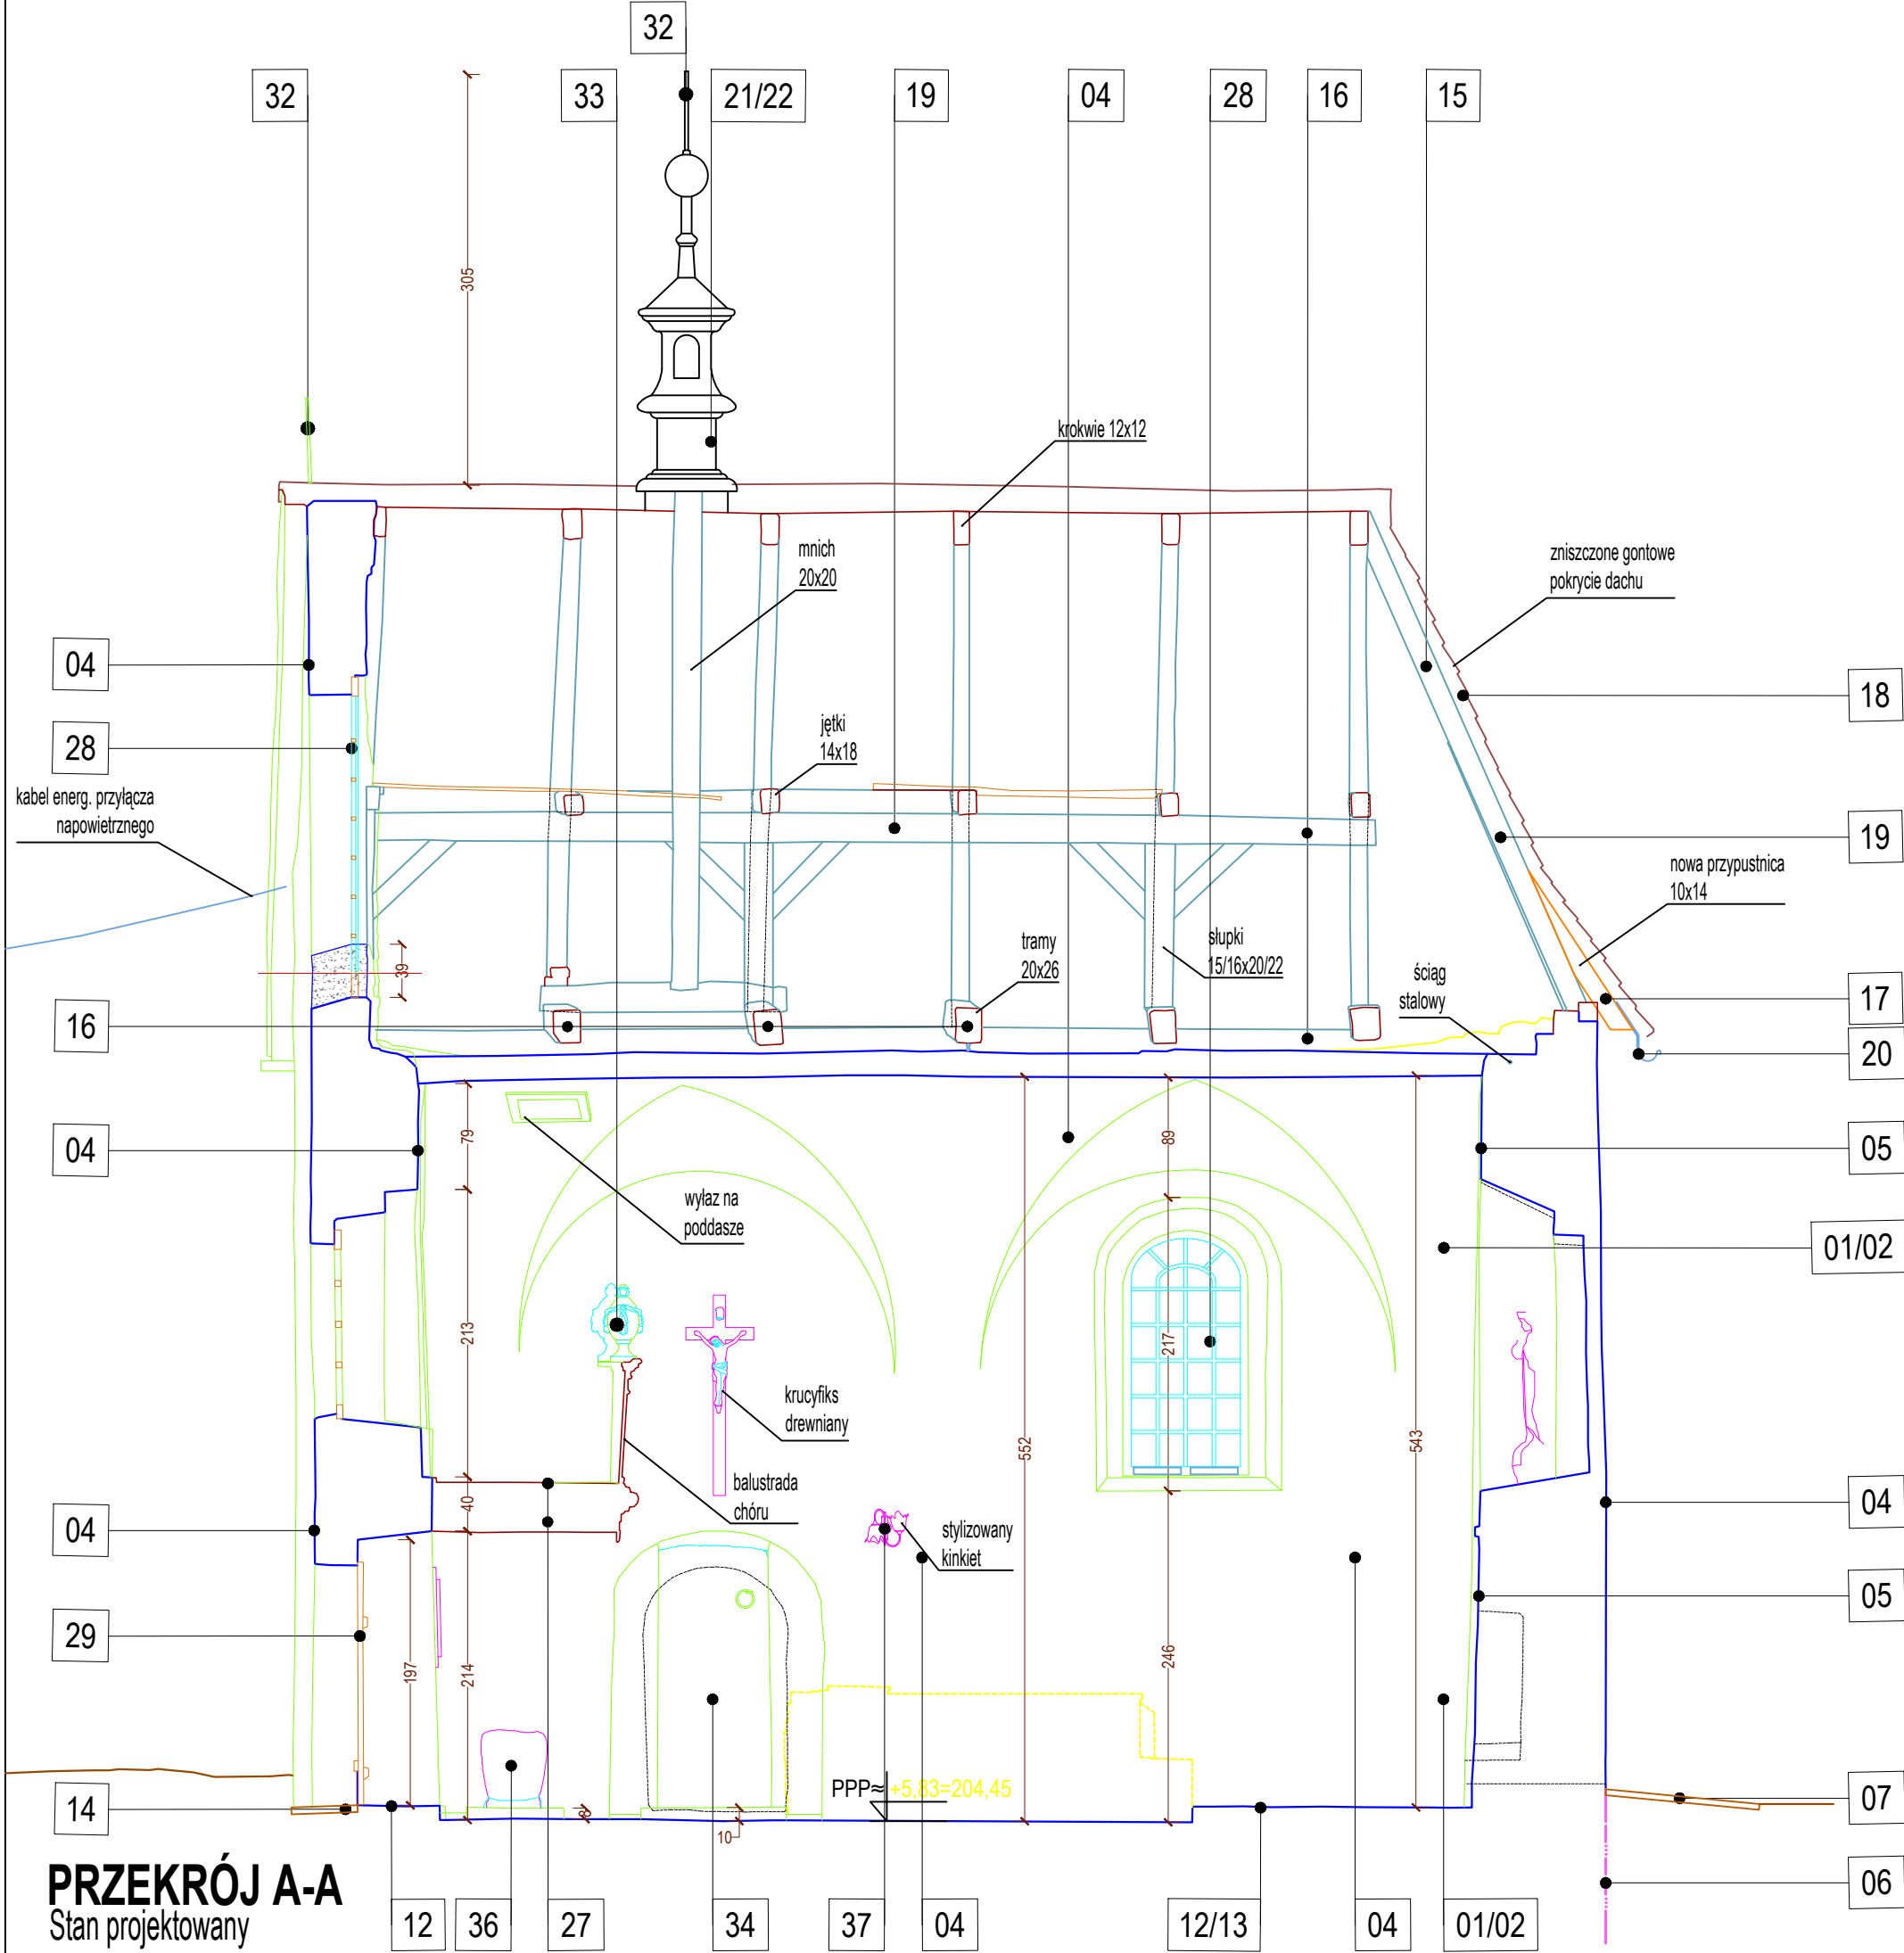 32
32
33
21/22
19
04
28
16
15
305
krokwie 12x12
mnich
20x20
zniszczone gontowe
pokrycie dachu
04
18
28
jętki
14x18
kabel energ. przyłącza
napowietrznego
19
nowa przypustnica
10x14
tramy
20x26
słupki
15/16x20/22
ściąg
stalowy
39
17
16
20
79
89
04
05
wyłaz na
poddasze
01/02
213
217
krucyfiks
drewniany
552
543
balustrada
chóru
40
stylizowany
kinkiet
04
04
05
29
197
214
246
PPP≈ +5,83=204,45
14
8
10
07
06
PRZEKRÓJ A-A
Stan projektowany
12
36
27
34
37
04
12/13
04
01/02